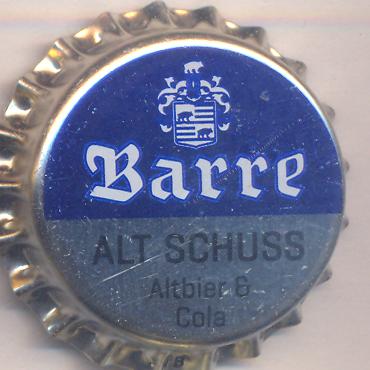 Barre
ALT SCHUSS
Altbier &
Cola